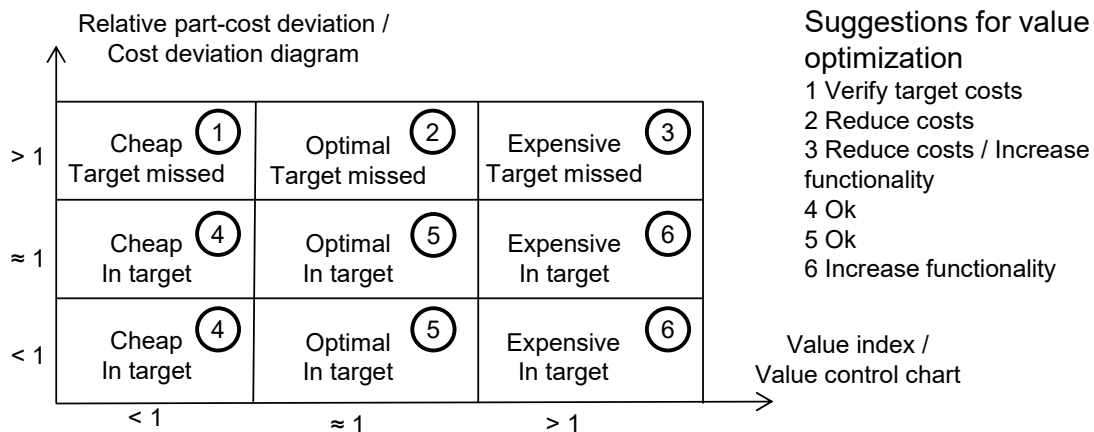 Relative part-cost deviation /
Cost deviation diagram
Suggestions for value
optimization
1 Verify target costs
2 Reduce costs
3 Reduce costs / Increase
functionality
4 Ok
5 Ok
6 Increase functionality
> 1
Cheap 1
Target missed
Optimal 2
Target missed
Expensive 3
Target missed
≈ 1
Cheap 4
In target
Optimal 5
In target
Expensive 6
In target
< 1
Cheap 4
In target
Optimal 5
In target
Expensive 6
In target
Value index /
Value control chart
< 1
≈ 1
> 1